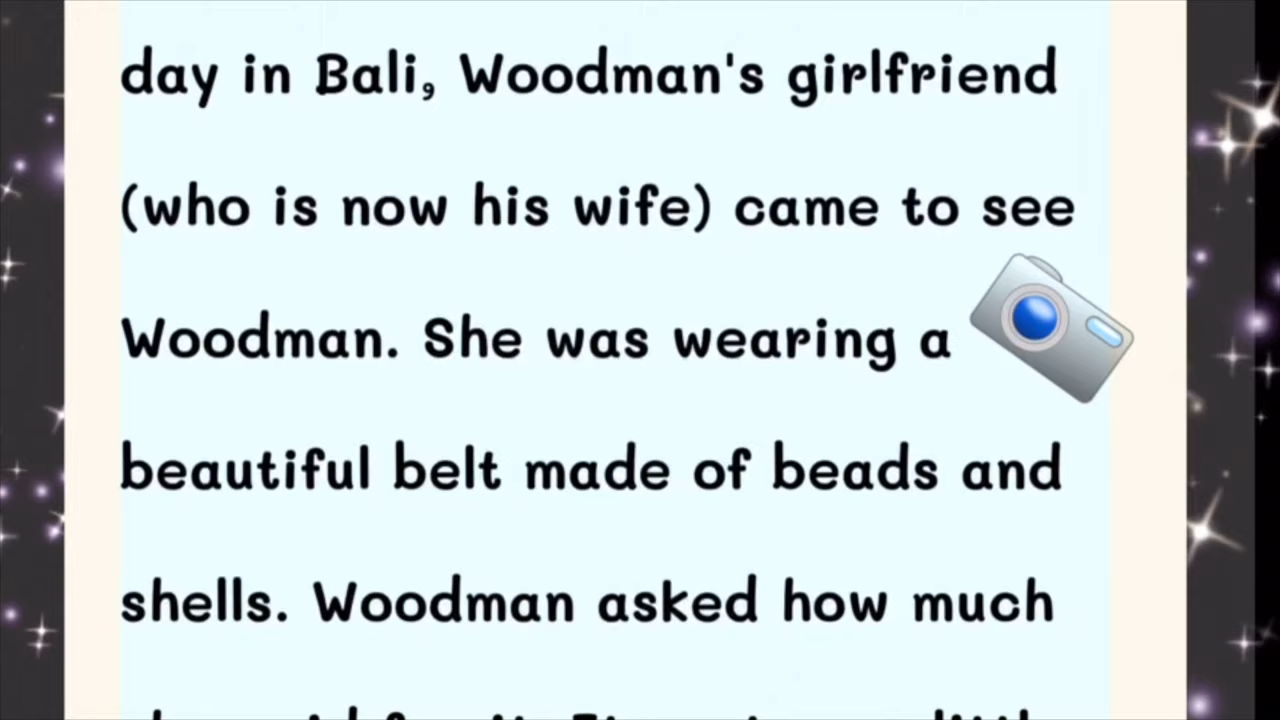 day in Bali, Woodman's girlfriend
(who is now his wife) came to see
Woodman. She was wearing a
beautiful belt made of beads and
shells. Woodman asked how much